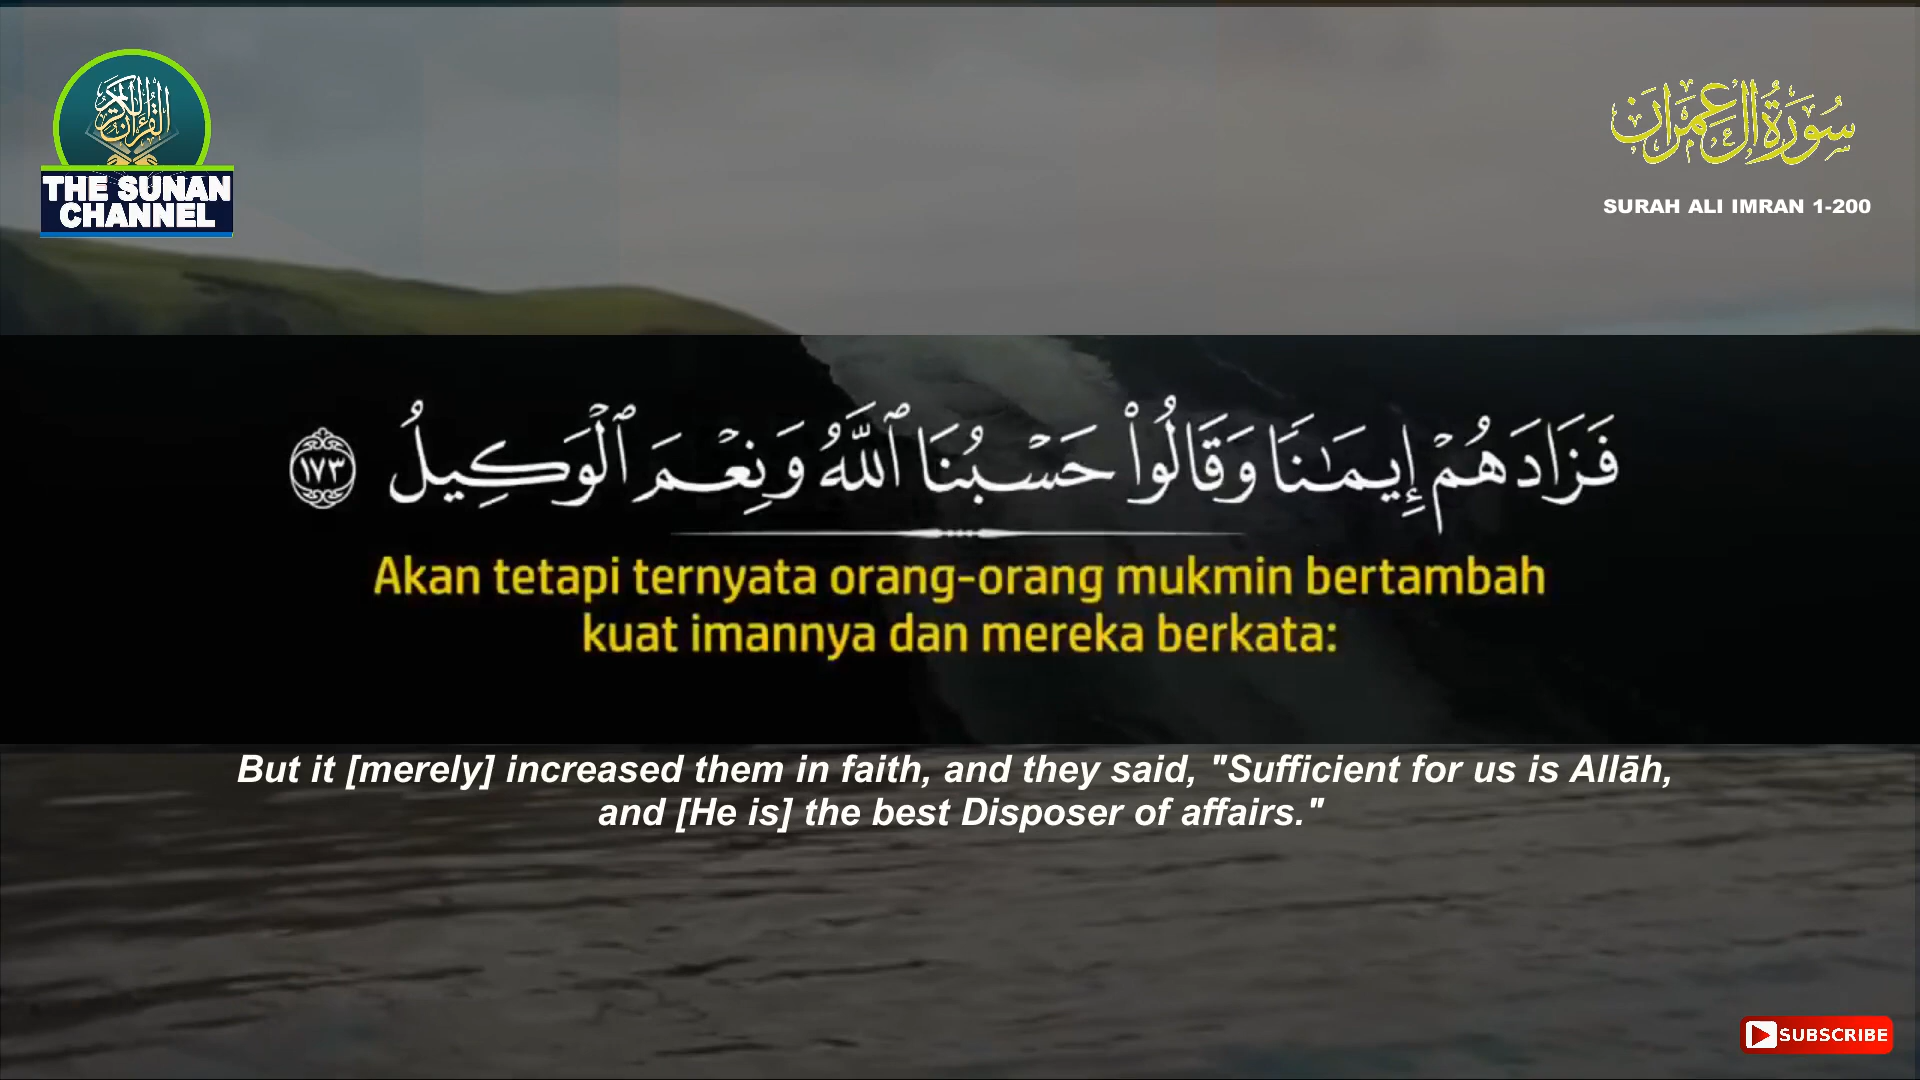 القرآن الكريم
THE SUNAN
CHANNEL
سُورَةُ آلِ عِمْرَان
SURAH ALI IMRAN 1-200
فَزَادَهُمْ إِيمَـٰنًا وَقَالُوا۟ حَسْبُنَا ٱللَّهُ وَنِعْمَ ٱلْوَكِيلُ ١٧٣
Akan tetapi ternyata orang-orang mukmin bertambah
kuat imannya dan mereka berkata:
But it [merely] increased them in faith, and they said, "Sufficient for us is Allāh,
and [He is] the best Disposer of affairs."
SUBSCRIBE